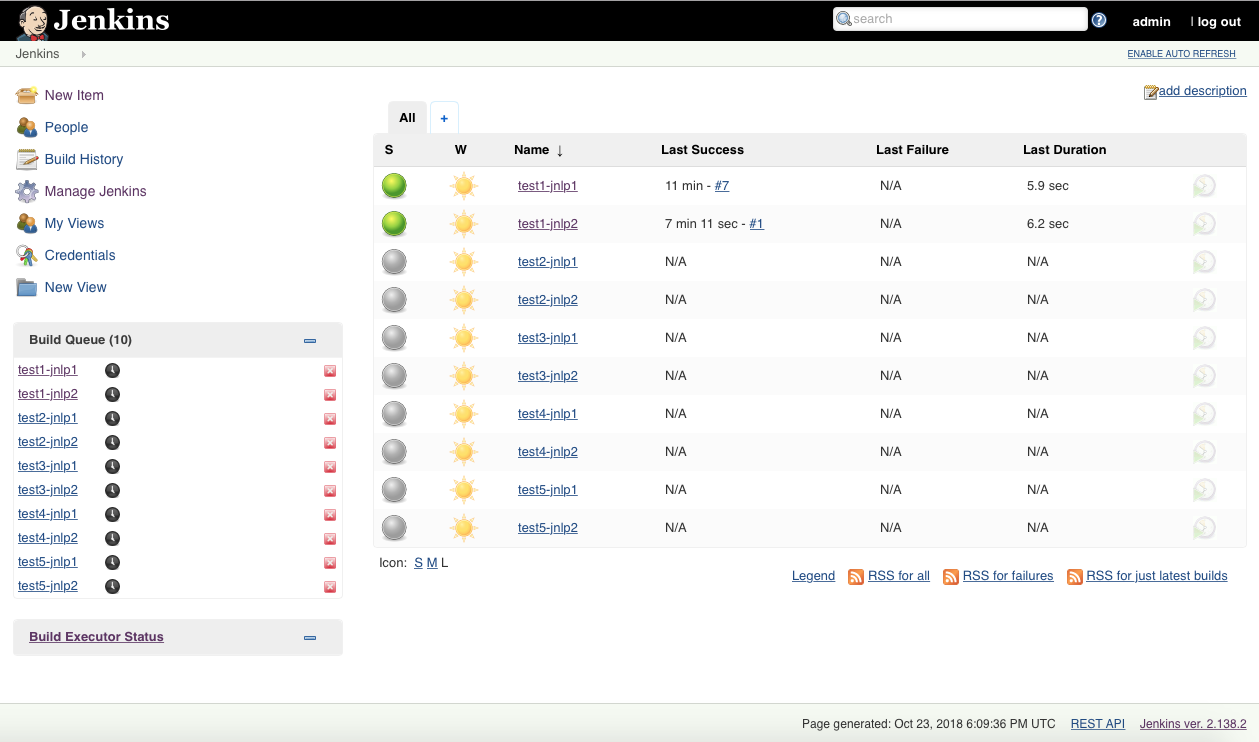 Jenkins
search
admin
| log out
Jenkins
ENABLE AUTO REFRESH
New Item
People
Build History
Manage Jenkins
My Views
Credentials
New View
Build Queue (10)
test1-jnlp1
test1-jnlp2
test2-jnlp1
test2-jnlp2
test3-jnlp1
test3-jnlp2
test4-jnlp1
test4-jnlp2
test5-jnlp1
test5-jnlp2
Build Executor Status
add description
All +
S W Name ↓ Last Success Last Failure Last Duration
test1-jnlp1 11 min - #7 N/A 5.9 sec
test1-jnlp2 7 min 11 sec - #1 N/A 6.2 sec
test2-jnlp1 N/A N/A N/A
test2-jnlp2 N/A N/A N/A
test3-jnlp1 N/A N/A N/A
test3-jnlp2 N/A N/A N/A
test4-jnlp1 N/A N/A N/A
test4-jnlp2 N/A N/A N/A
test5-jnlp1 N/A N/A N/A
test5-jnlp2 N/A N/A N/A
Icon: S M L
Legend RSS for all RSS for failures RSS for just latest builds
Page generated: Oct 23, 2018 6:09:36 PM UTC REST API Jenkins ver. 2.138.2